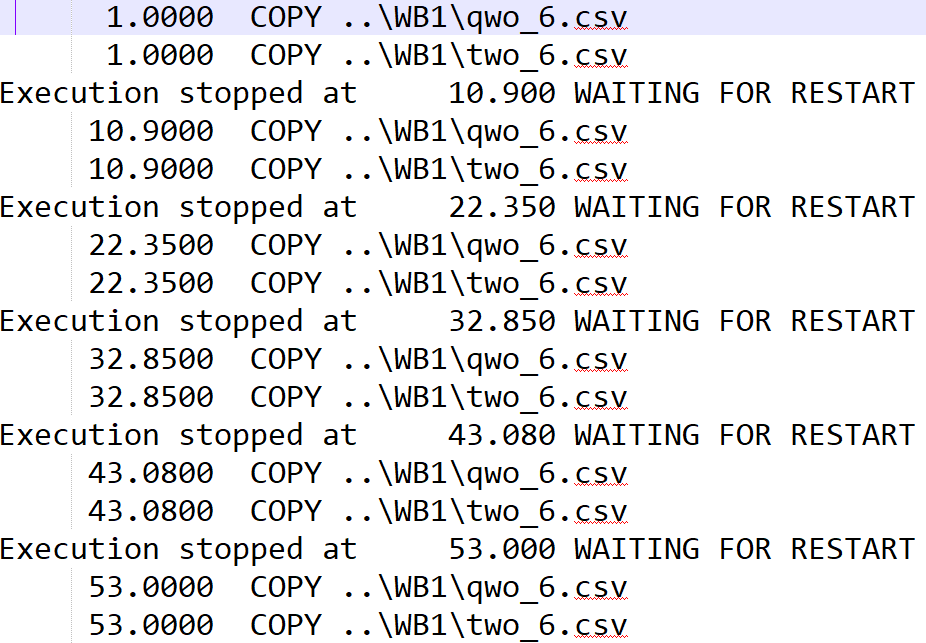 1.0000  COPY ..\WB1\qwo_6.csv
1.0000  COPY ..\WB1\two_6.csv
Execution stopped at     10.900 WAITING FOR RESTART
10.9000  COPY ..\WB1\qwo_6.csv
10.9000  COPY ..\WB1\two_6.csv
Execution stopped at     22.350 WAITING FOR RESTART
22.3500  COPY ..\WB1\qwo_6.csv
22.3500  COPY ..\WB1\two_6.csv
Execution stopped at     32.850 WAITING FOR RESTART
32.8500  COPY ..\WB1\qwo_6.csv
32.8500  COPY ..\WB1\two_6.csv
Execution stopped at     43.080 WAITING FOR RESTART
43.0800  COPY ..\WB1\qwo_6.csv
43.0800  COPY ..\WB1\two_6.csv
Execution stopped at     53.000 WAITING FOR RESTART
53.0000  COPY ..\WB1\qwo_6.csv
53.0000  COPY ..\WB1\two_6.csv